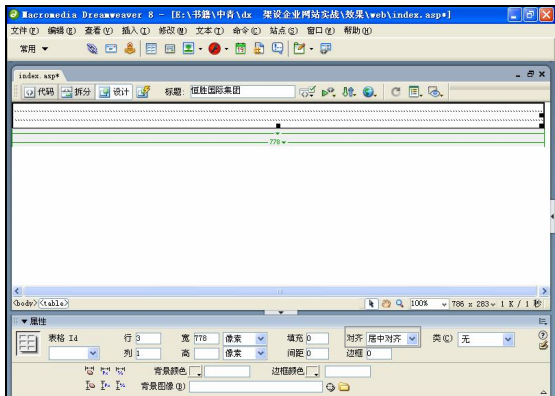 Macromedia Dreamweaver 8 - [E:\书籍\中青\dx 架设企业网站实战\效果\web\index.asp*]
文件(F) 编辑(E) 查看(V) 插入(I) 修改(M) 文本(T) 命令(C) 站点(S) 窗口(W) 帮助(H)
常用
index.asp*
代码 拆分 设计 标题: 恒胜国际集团
778
<body> <table> 100% 786 x 283 1 K / 1 秒
属性
表格 Id 行 3 宽 778 像素 填充 0 对齐 居中对齐 类(C) 无
列 1 高 像素 间距 0 边框 0
背景颜色 边框颜色
背景图像(B)